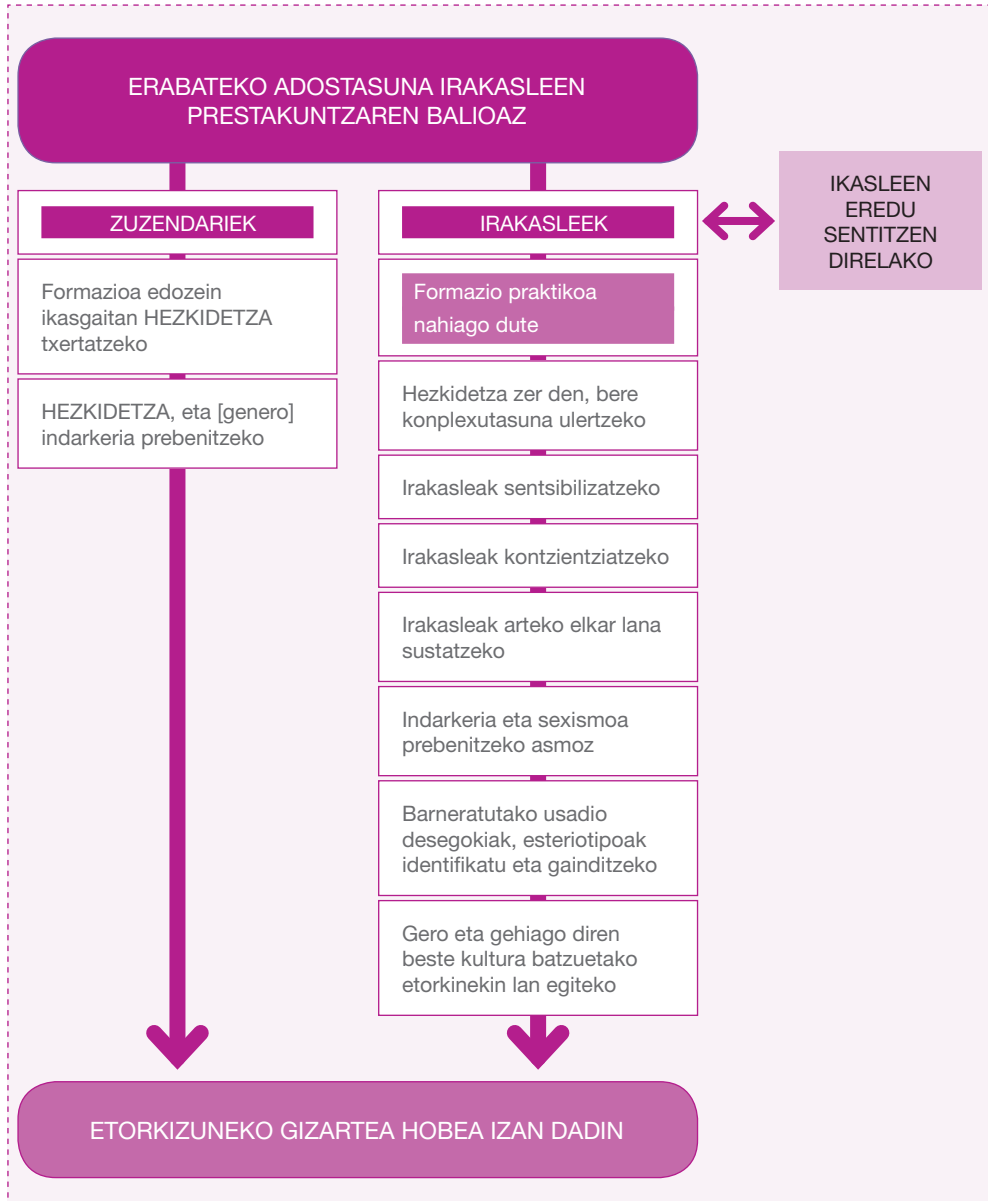 ERABATEKO ADOSTASUNA IRAKASLEEN
PRESTAKUNTZAREN BALIOAZ
ZUZENDARIEK
Formazioa edozein
ikasgaitan HEZKIDETZA
txertatzeko
HEZKIDETZA, eta [genero]
indarkeria prebenitzeko
IRAKASLEEK
IKASLEEN
EREDU
SENTITZEN
DIRELAKO
Formazio praktikoa
nahiago dute
Hezkidetza zer den, bere
konplexutasuna ulertzeko
Irakasleak sentsibilizatzeko
Irakasleak kontzientziatzeko
Irakasleak arteko elkar lana
sustatzeko
Indarkeria eta sexismoa
prebenitzeko asmoz
Barneratutako usadio
desegokiak, esteriotipoak
identifikatu eta gainditzeko
Gero eta gehiago diren
beste kultura batzuetako
etorkinekin lan egiteko
ETORKIZUNEKO GIZARTEA HOBEA IZAN DADIN